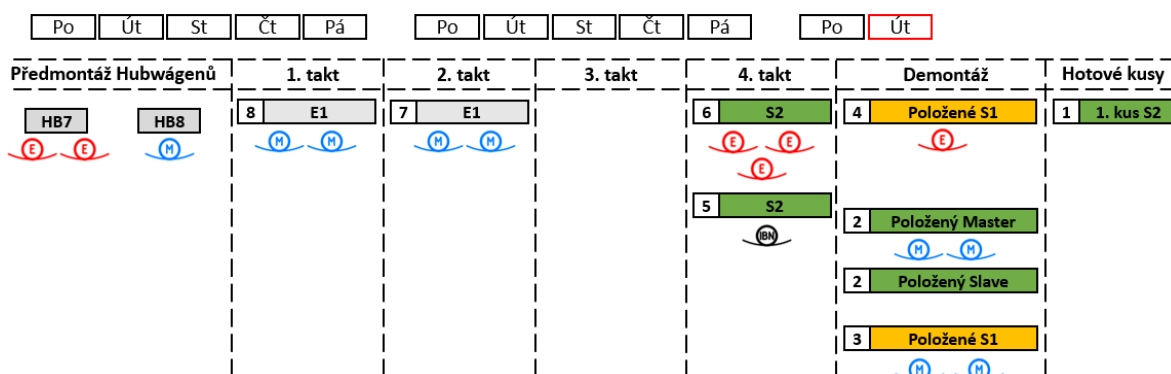 Po Út St Čt Pá Po Út St Čt Pá Po Út
Předmontáž Hubwágenů 1. takt 2. takt 3. takt 4. takt Demontáž Hotové kusy
HB7 HB8 8 E1 7 E1 6 S2 4 Položené S1 1 1. kus S2
E E M M M M M E E E
E
5 S2
2 Položený Master
IBN M M
2 Položený Slave
3 Položené S1
M M